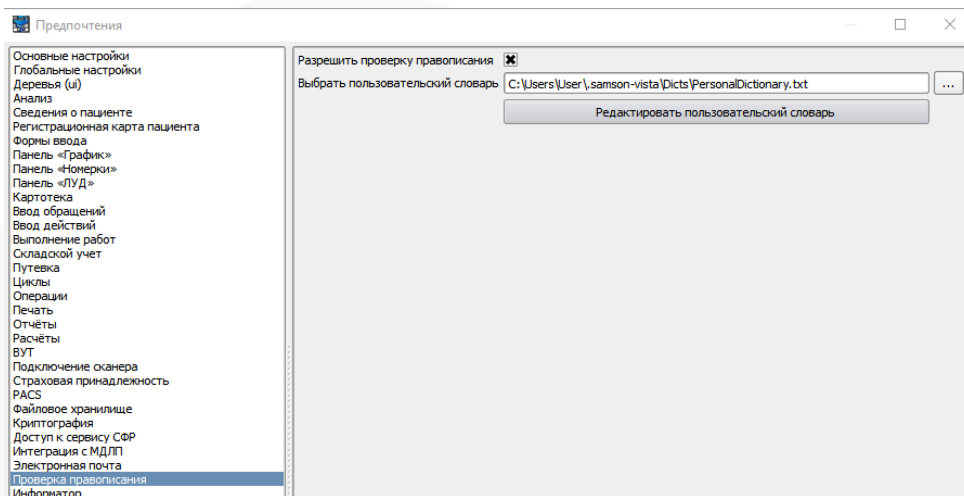 Предпочтения
Основные настройки
Глобальные настройки
Деревья (ui)
Анализ
Сведения о пациенте
Регистрационная карта пациента
Формы ввода
Панель «График»
Панель «Номерки»
Панель «ЛУД»
Картотека
Ввод обращений
Ввод действий
Выполнение работ
Складской учет
Путевка
Циклы
Операции
Печать
Отчёты
Расчёты
ВУТ
Подключение сканера
Страховая принадлежность
PACS
Файловое хранилище
Криптография
Доступ к сервису СФР
Интеграция с МДЛП
Электронная почта
Проверка правописания
Информатор
Разрешить проверку правописания
Выбрать пользовательский словарь C:\Users\User\.samson-vista\Dicts\PersonalDictionary.txt ...
Редактировать пользовательский словарь